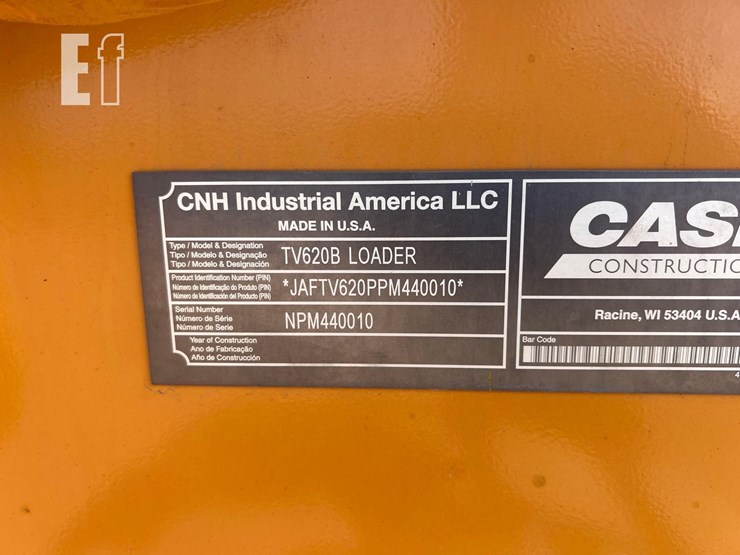 Ef
CNH Industrial America LLC
MADE IN U.S.A.
Type / Model & Designation
Tipo / Modelo & Designação
Tipo / Modelo & Designación
TV620B LOADER
Product Identification Number (PIN)
Número de Identificação do Produto (PIN)
Número de Identificación del Producto (PIN)
*JAFTV620PPM440010*
Serial Number
Número de Série
Número de Serie
NPM440010
Year of Construction
Ano de Fabricação
Año de Construcción
CAS
CONSTRUCTIO
Racine, WI 53404 U.S.A
Bar Code
4